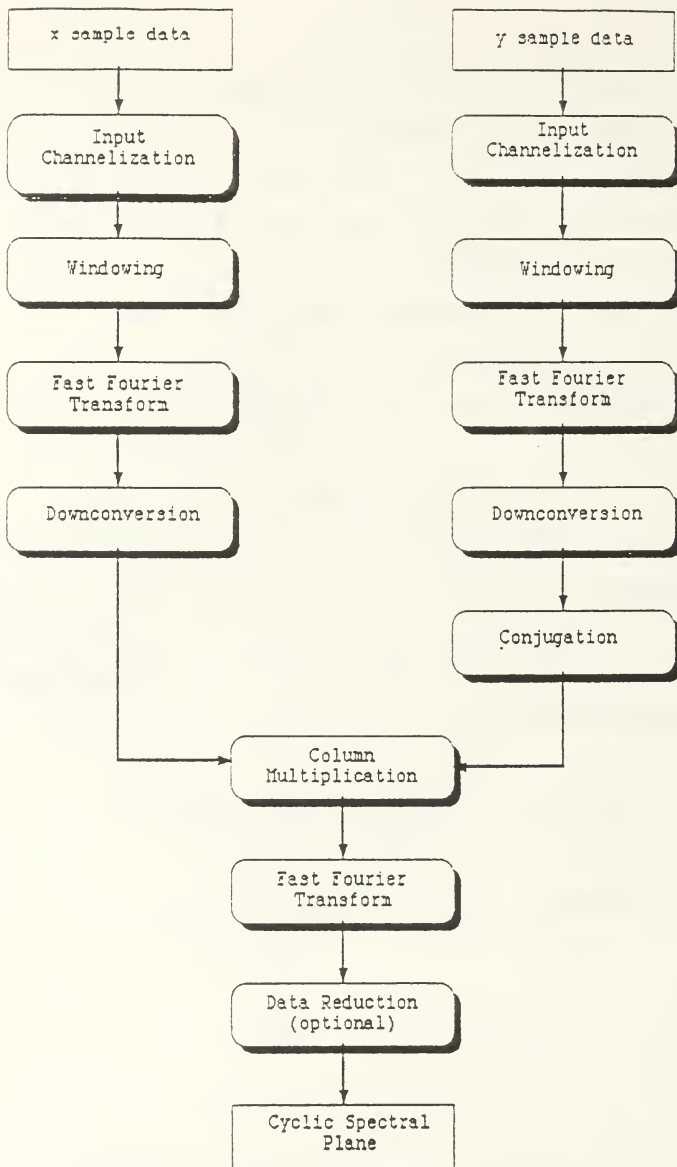 x sample data
y sample data
Input
Channelization
Input
Channelization
Windowing
Windowing
Fast Fourier
Transform
Fast Fourier
Transform
Downconversion
Downconversion
Conjugation
Column
Multiplication
Fast Fourier
Transform
Data Reduction
(optional)
Cyclic Spectral
Plane